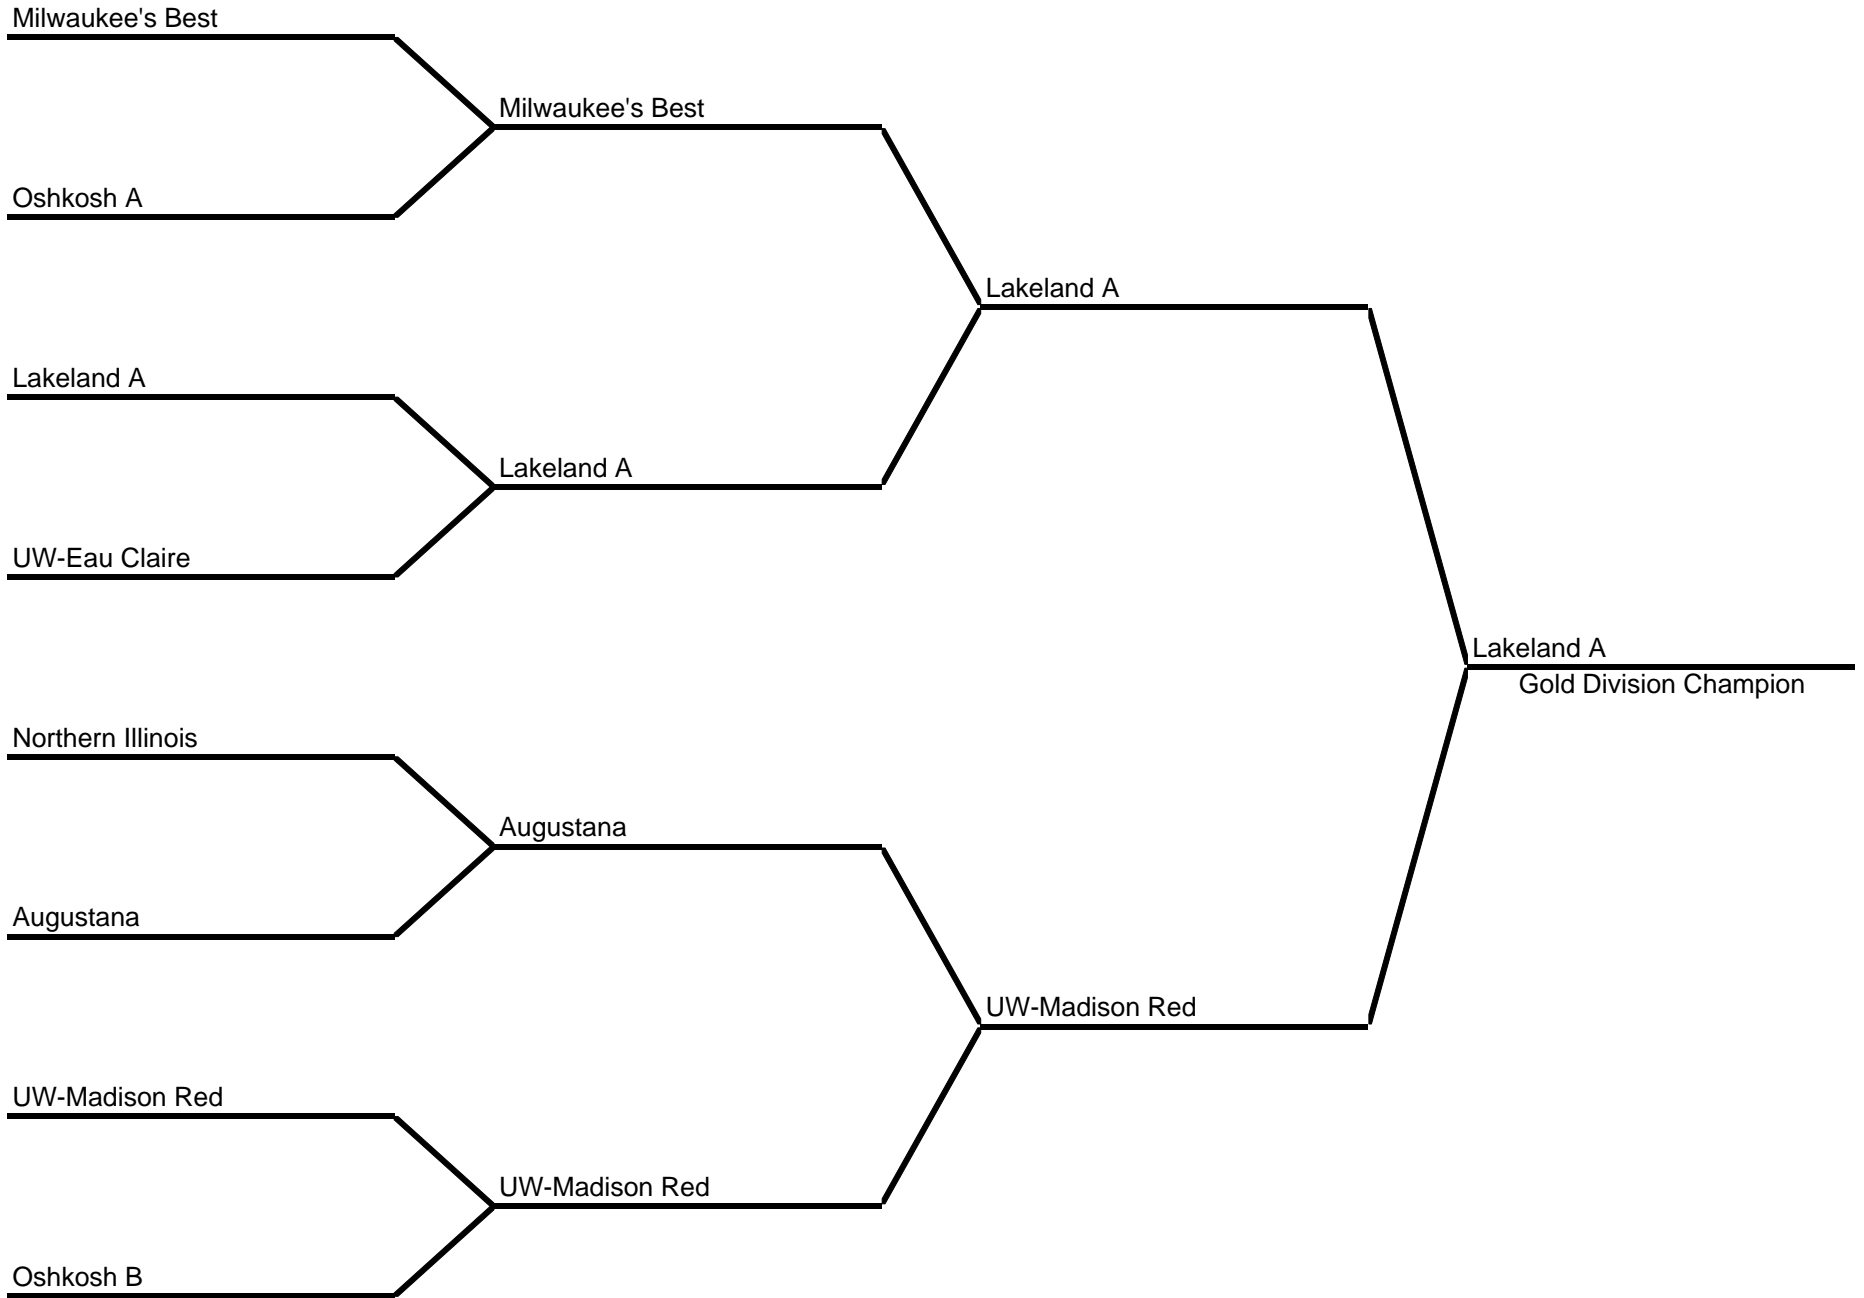 Milwaukee's Best
Oshkosh A
Lakeland A
UW-Eau Claire
Northern Illinois
Augustana
UW-Madison Red
Oshkosh B
Milwaukee's Best
Lakeland A
Augustana
UW-Madison Red
Lakeland A
UW-Madison Red
Lakeland A
Gold Division Champion